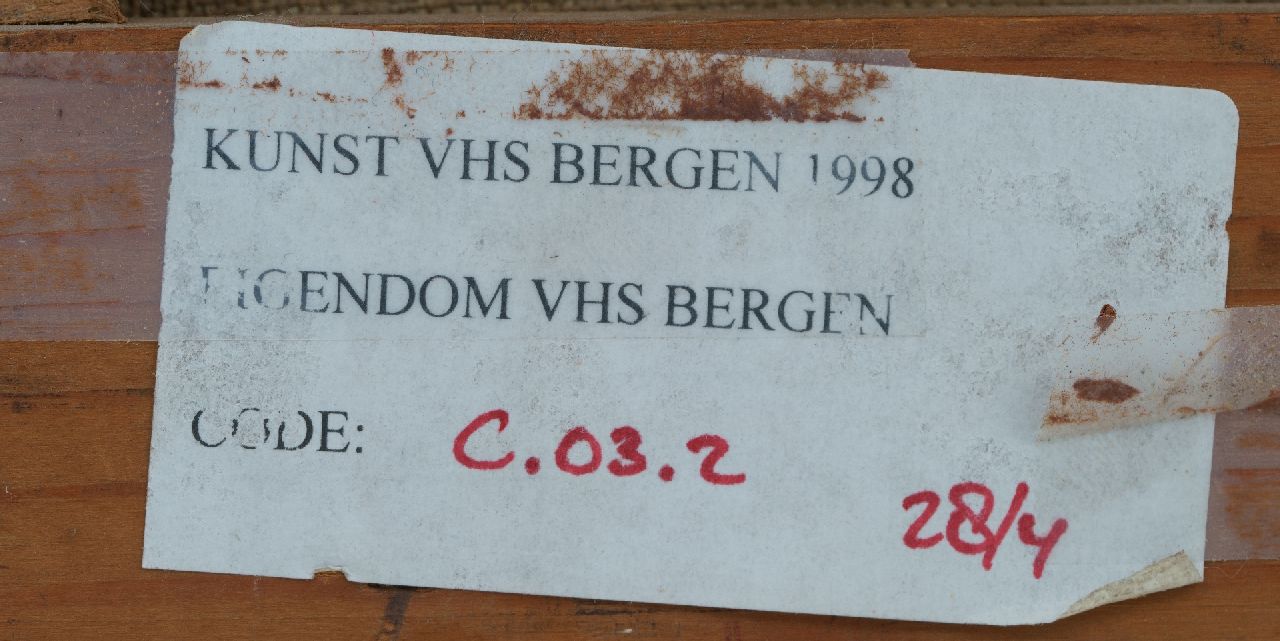 KUNST VHS BERGEN 1998
EIGENDOM VHS BERGEN
CODE: C.03.2
28/4